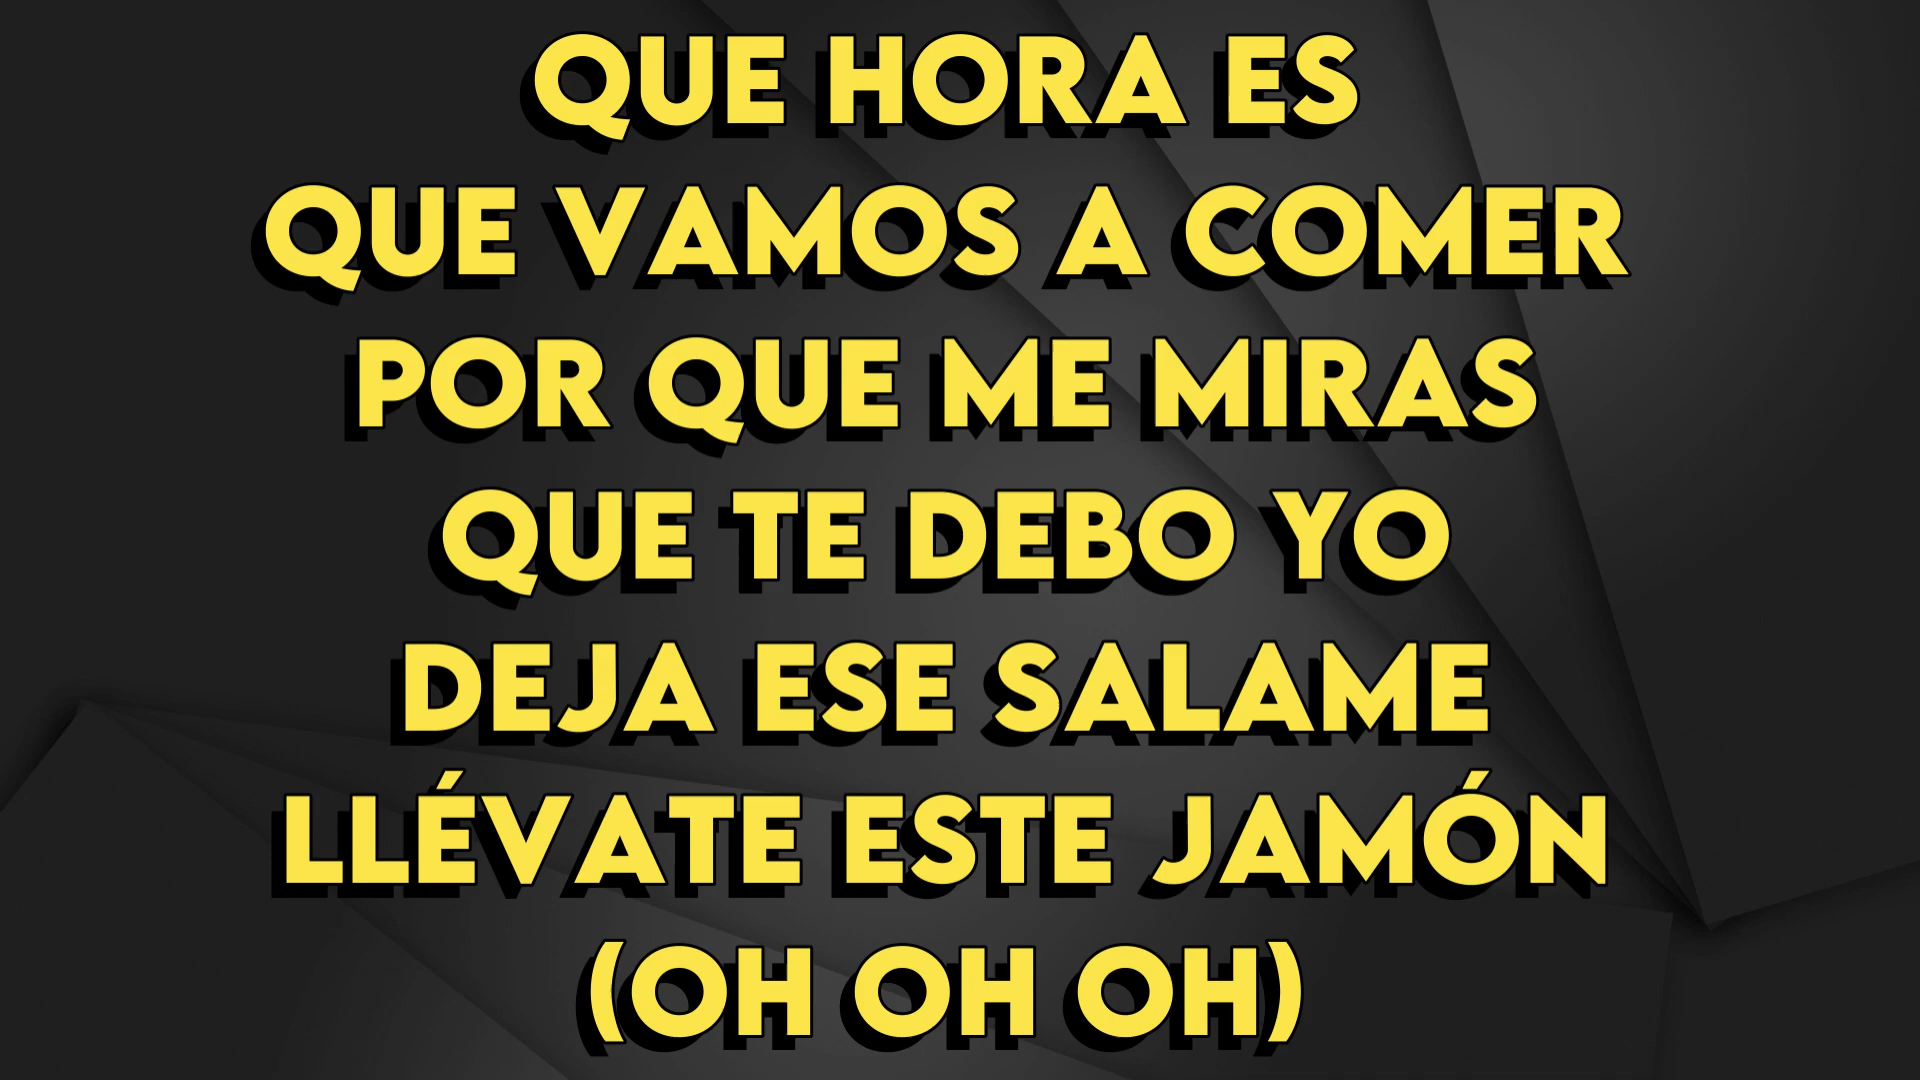 QUE HORA ES
QUE VAMOS A COMER
POR QUE ME MIRAS
QUE TE DEBO YO
DEJA ESE SALAME
LLÉVATE ESTE JAMÓN
(OH OH OH)